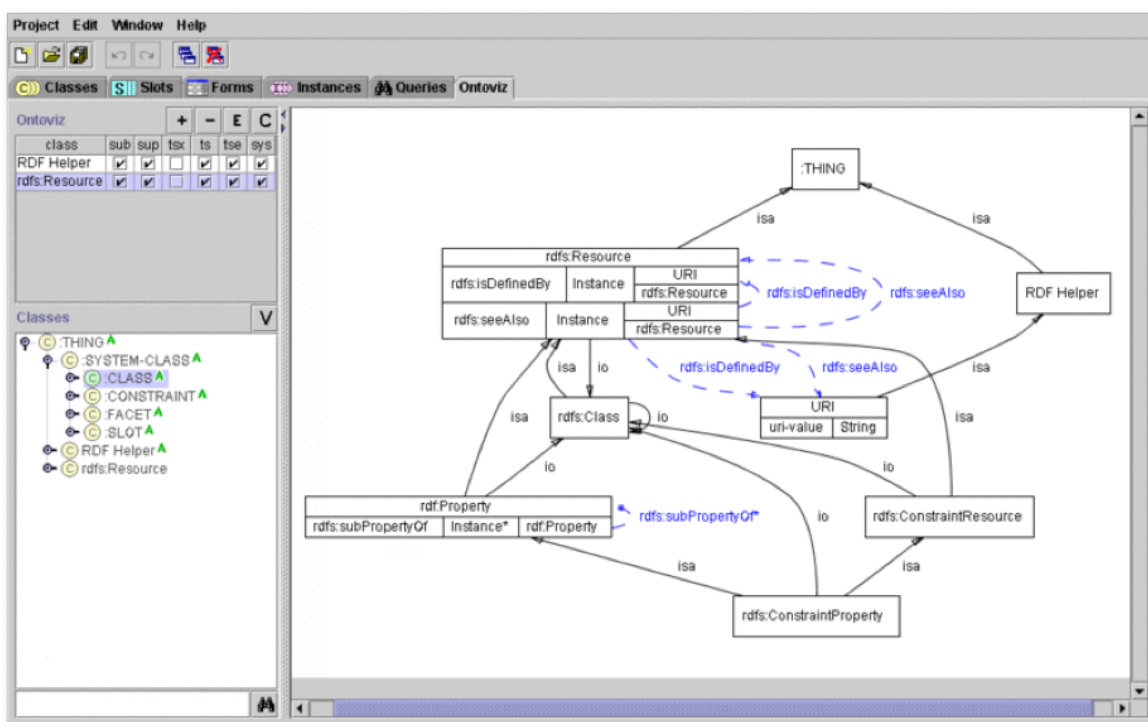 Project Edit Window Help
Classes Slots Forms Instances Queries Ontoviz
Ontoviz + - E C
class sub sup tsx ts tse sys
RDF Helper
rdfs:Resource
Classes V
:THING A
:SYSTEM-CLASS A
:CLASS A
:CONSTRAINT A
:FACET A
:SLOT A
RDF Helper A
rdfs:Resource
:THING
isa isa
rdfs:Resource
rdfs:isDefinedBy Instance URI
rdfs:Resource
rdfs:seeAlso Instance URI
rdfs:Resource
rdfs:isDefinedBy rdfs:seeAlso
RDF Helper
rdfs:isDefinedBy rdfs:seeAlso
isa io isa
isa isa
rdfs:Class io
URI
uri-value String
io io
rdf:Property
rdfs:subPropertyOf Instance* rdf:Property
rdfs:subPropertyOf*
io
rdfs:ConstraintResource
isa isa
rdfs:ConstraintProperty